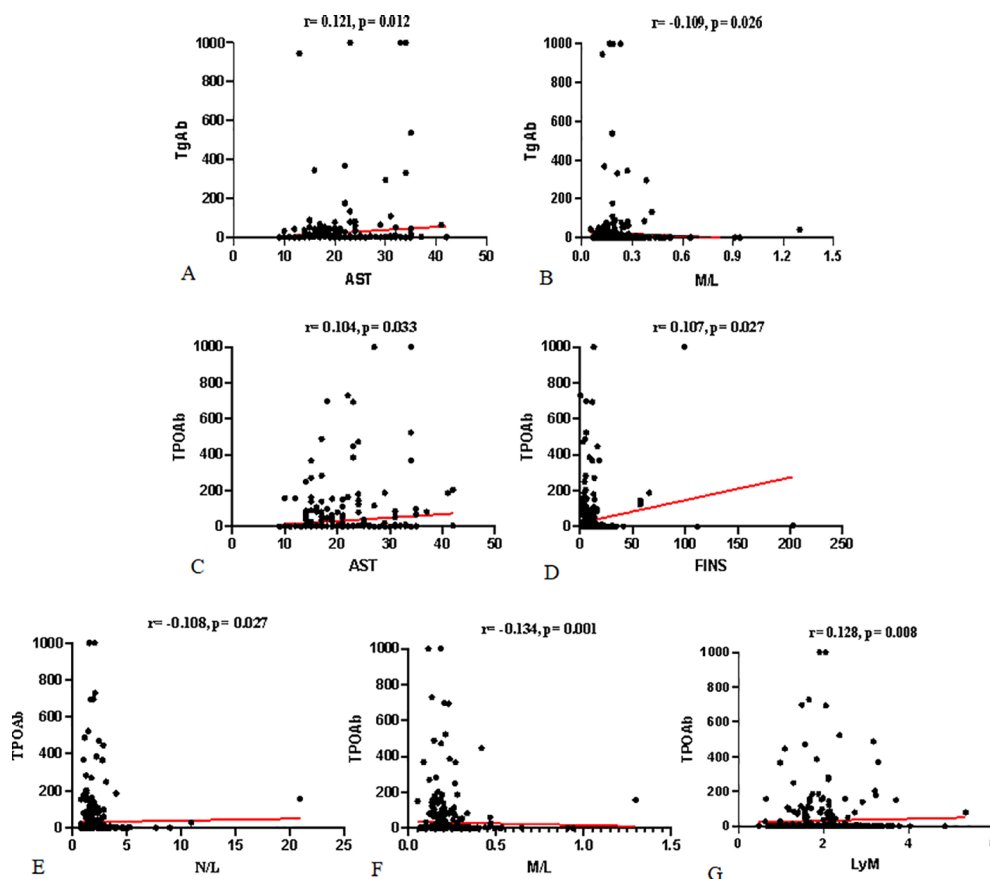 r= 0.121, p= 0.012
1000
800
600
400
200
0
TgAb
0 10 20 30 40 50
A
AST
r= -0.109, p= 0.026
1000
800
600
400
200
0
TgAb
0.0 0.3 0.6 0.9 1.2 1.5
B
M/L
r= 0.104, p= 0.033
1000
800
600
400
200
0
TPOAb
0 10 20 30 40 50
C
AST
r= 0.107, p= 0.027
1000
800
600
400
200
0
TPOAb
0 50 100 150 200 250
D
FINS
r= -0.108, p= 0.027
1000
800
600
400
200
0
TPOAb
0 5 10 15 20 25
E
N/L
r= -0.134, p= 0.001
1000
800
600
400
200
0
TPOAb
0.0 0.5 1.0 1.5
F
M/L
r= 0.128, p= 0.008
1000
800
600
400
200
0
TPOAb
0 2 4
G
LyM